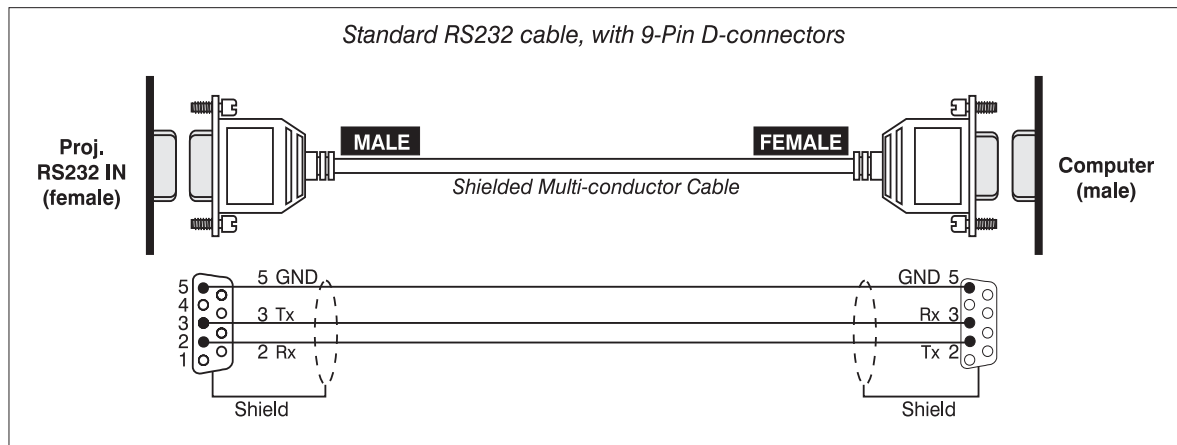 Standard RS232 cable, with 9-Pin D-connectors
MALE
FEMALE
Proj.
RS232 IN
(female)
Computer
(male)
Shielded Multi-conductor Cable
5 5 GND GND 5
4
3 3 Tx Rx 3
2 2 Rx Tx 2
1
Shield Shield